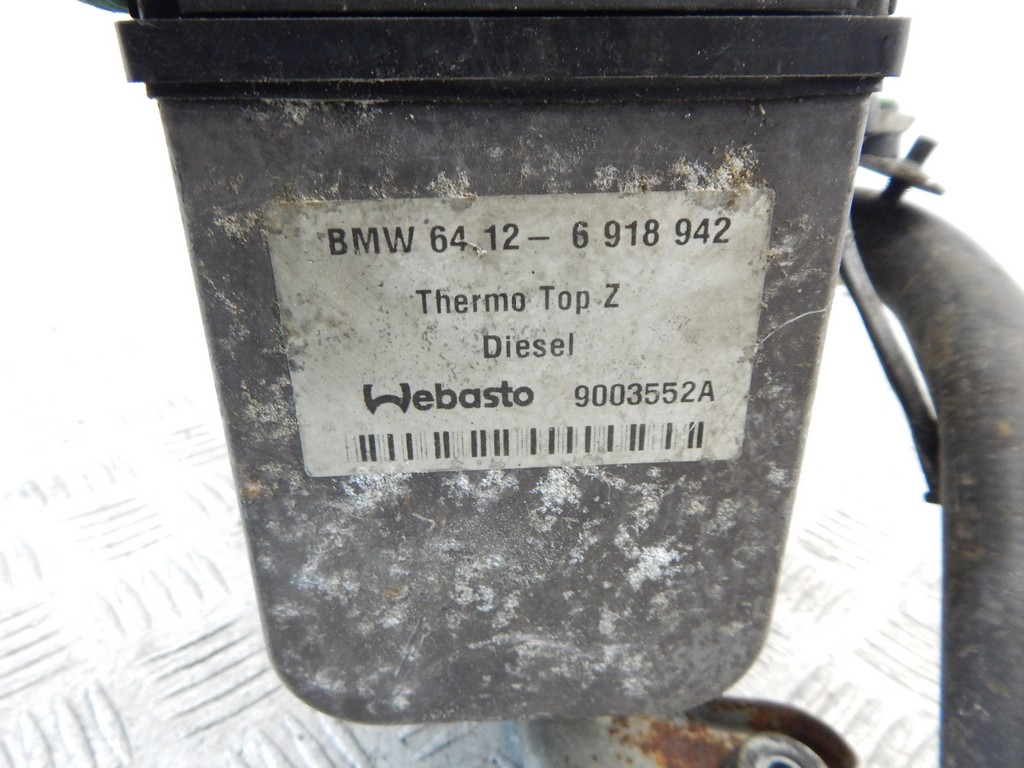 BMW 64.12- 6 918 942
Thermo Top Z
Diesel
Webasto 9003552A